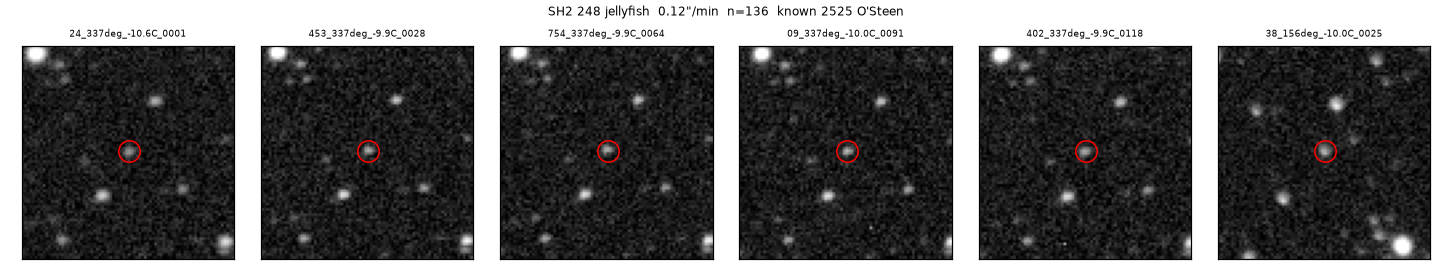 SH2 248 jellyfish 0.12"/min n=136 known 2525 O'Steen
24_337deg_-10.6C_0001
453_337deg_-9.9C_0028
754_337deg_-9.9C_0064
09_337deg_-10.0C_0091
402_337deg_-9.9C_0118
38_156deg_-10.0C_0025